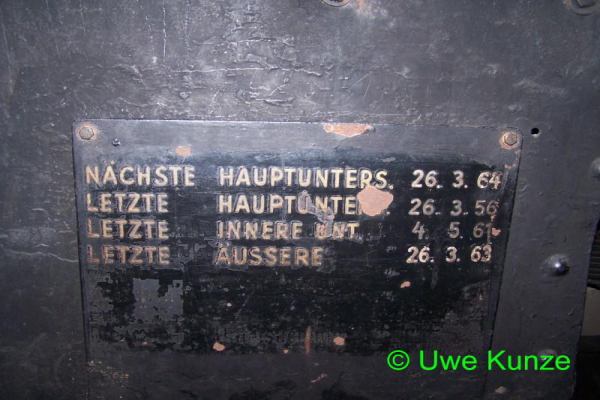 NÄCHSTE HAUPTUNTERS. 26. 3. 64
LETZTE HAUPTUNTE 26. 3. 56
LETZTE INNERE UNT 4. 5. 61
LETZTE ÄUSSERE 26. 3. 63
© Uwe Kunze